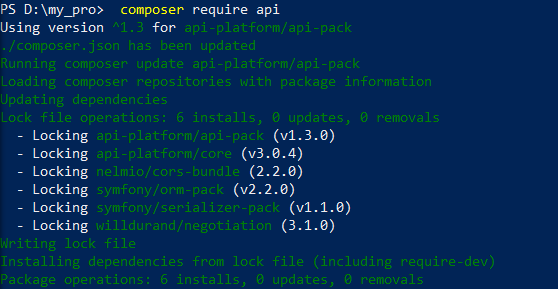 PS D:\my_pro> composer require api
Using version ^1.3 for api-platform/api-pack
./composer.json has been updated
Running composer update api-platform/api-pack
Loading composer repositories with package information
Updating dependencies
Lock file operations: 6 installs, 0 updates, 0 removals
  - Locking api-platform/api-pack (v1.3.0)
  - Locking api-platform/core (v3.0.4)
  - Locking nelmio/cors-bundle (2.2.0)
  - Locking symfony/orm-pack (v2.2.0)
  - Locking symfony/serializer-pack (v1.1.0)
  - Locking willdurand/negotiation (3.1.0)
Writing lock file
Installing dependencies from lock file (including require-dev)
Package operations: 6 installs, 0 updates, 0 removals